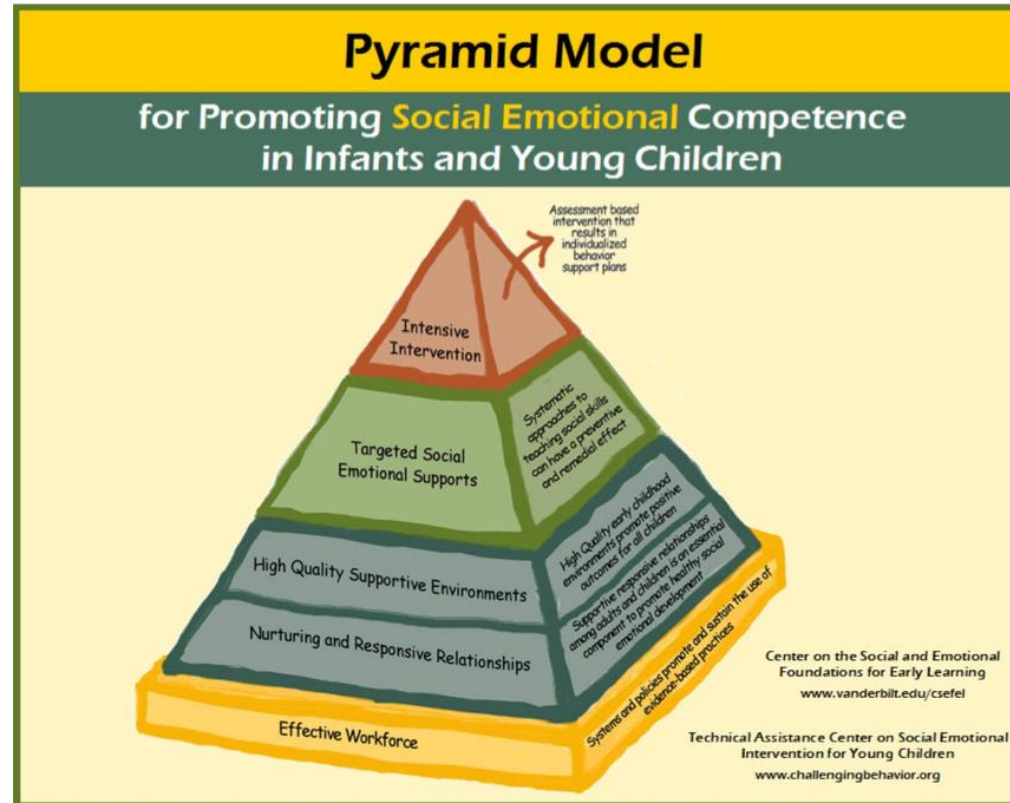 Pyramid Model
for Promoting Social Emotional Competence
in Infants and Young Children
Assessment based
intervention that
results in
individualized
behavior
support plans
Intensive
Intervention
Targeted Social
Emotional Supports
Systematic
approaches to
teaching social skills
can have a preventive
and remedial effect
High Quality Supportive Environments
High Quality early childhood
environments promote positive
outcomes for all children
Nurturing and Responsive Relationships
Supportive responsive relationships
among adults and children is an essential
component to promote healthy social
emotional development
Effective Workforce
Systems and policies promote and sustain the use of
evidence-based practices
Center on the Social and Emotional
Foundations for Early Learning
www.vanderbilt.edu/csefel
Technical Assistance Center on Social Emotional
Intervention for Young Children
www.challengingbehavior.org